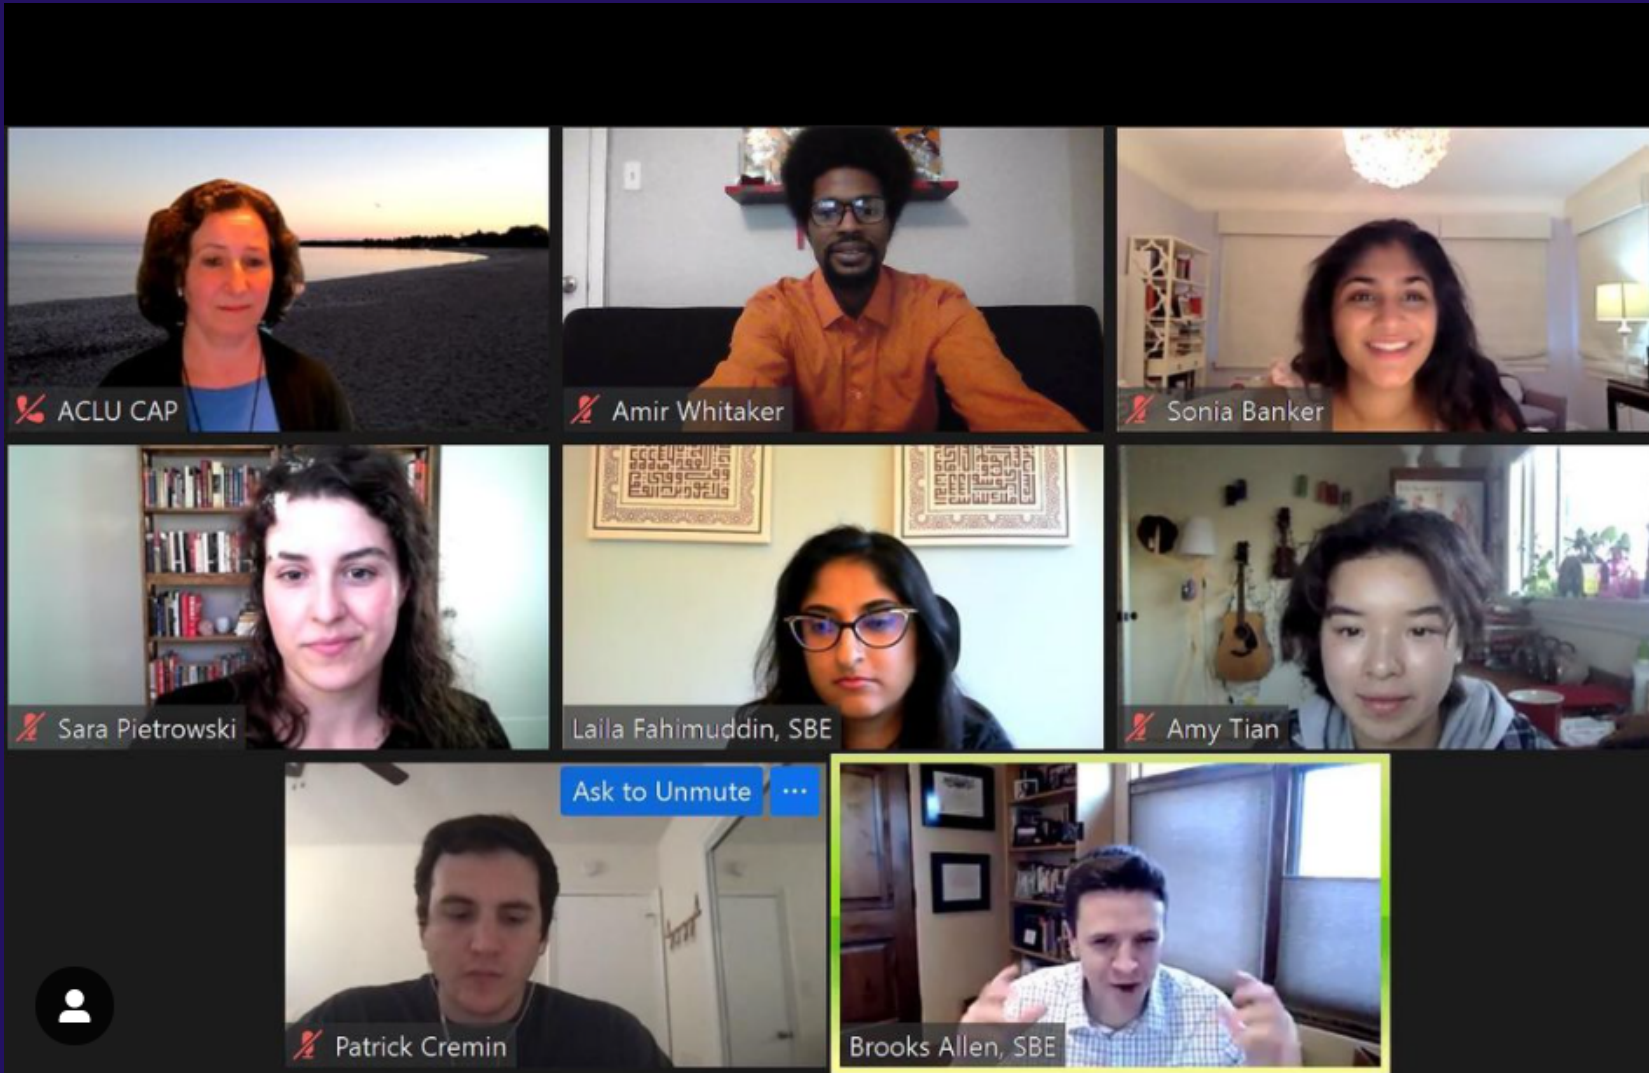 ACLU CAP
Amir Whitaker
Sonia Banker
Sara Pietrowski
Laila Fahimuddin, SBE
Amy Tian
Ask to Unmute
...
Patrick Cremin
Brooks Allen, SBE